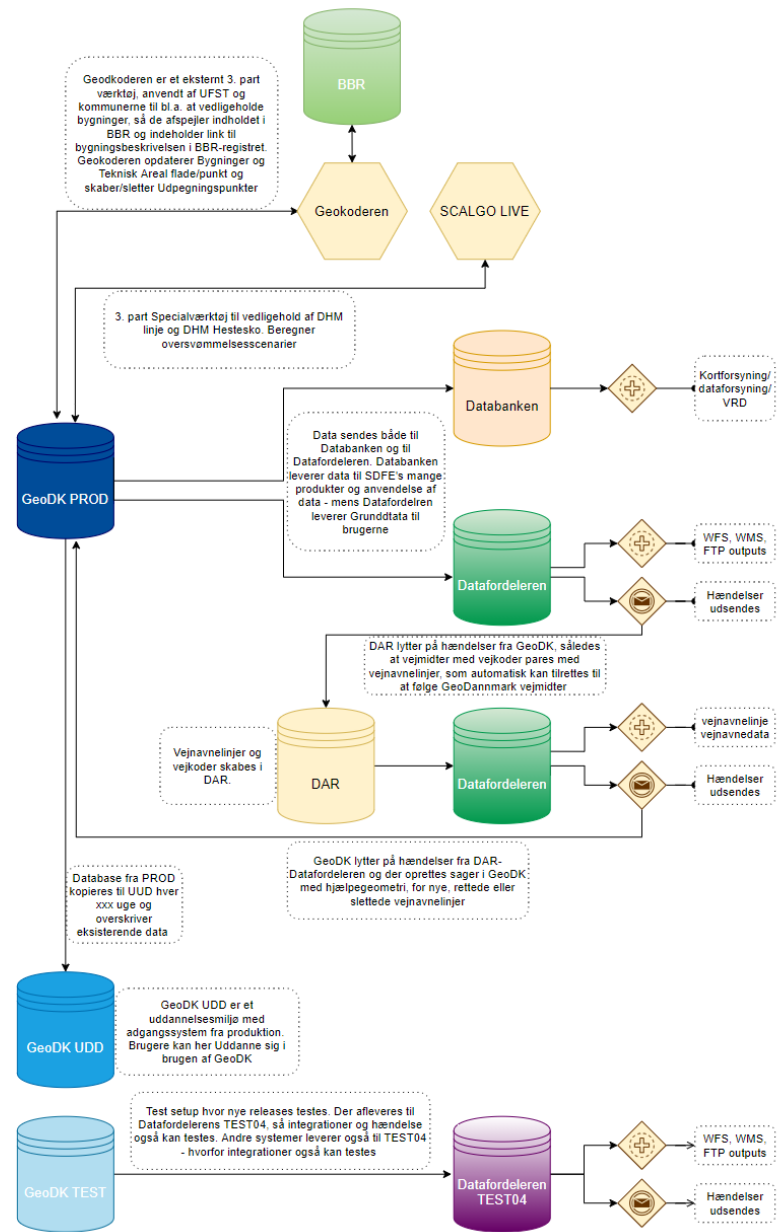 BBR
Geodkoderen er et eksternt 3. part
værktøj, anvendt af UFST og
kommunerne til bl.a. at vedligeholde
bygninger, så de afspejler indholdet i
BBR og indeholder link til
bygningsbeskrivelsen i BBR-registret.
Geokoderen opdaterer Bygninger og
Teknisk Areal flade/punkt og
skaber/sletter Udpegningspunkter
Geokoderen
SCALGO LIVE
3. part Specialværktøj til vedligehold af DHM
linje og DHM Hestesko. Beregner
oversvømmelsesscenarier
Databanken
Kortforsyning/
dataforsyning/
VRD
GeoDK PROD
Data sendes både til
Databanken og til
Datafordeleren. Databanken
leverer data til SDFE's mange
produkter og anvendelse af
data - mens Datafordelren
leverer Grunddtata til
brugerne
Datafordeleren
WFS, WMS,
FTP outputs
Hændelser
udsendes
DAR lytter på hændelser fra GeoDK, således
at vejmidter med vejkoder pares med
vejnavnelinjer, som automatisk kan tilrettes til
at følge GeoDannmark vejmidter
Vejnavnelinjer og
vejkoder skabes i
DAR.
DAR
Datafordeleren
vejnavnelinje
vejnavnedata
Hændelser
udsendes
GeoDK lytter på hændelser fra DAR-
Datafordeleren og der oprettes sager i GeoDK
med hjælpegeometri, for nye, rettede eller
slettede vejnavnelinjer
Database fra PROD
kopieres til UUD hver
xxx uge og
overskriver
eksisterende data
GeoDK UDD
GeoDK UDD er et
uddannelsesmiljø med
adgangssystem fra produktion.
Brugere kan her Uddanne sig i
brugen af GeoDK
Test setup hvor nye releases testes. Der afleveres til
Datafordelerens TEST04, så integrationer og hændelse
også kan testes. Andre systemer leverer også til TEST04
- hvorfor integrationer også kan testes
GeoDK TEST
Datafordeleren
TEST04
WFS, WMS,
FTP outputs
Hændelser
udsendes